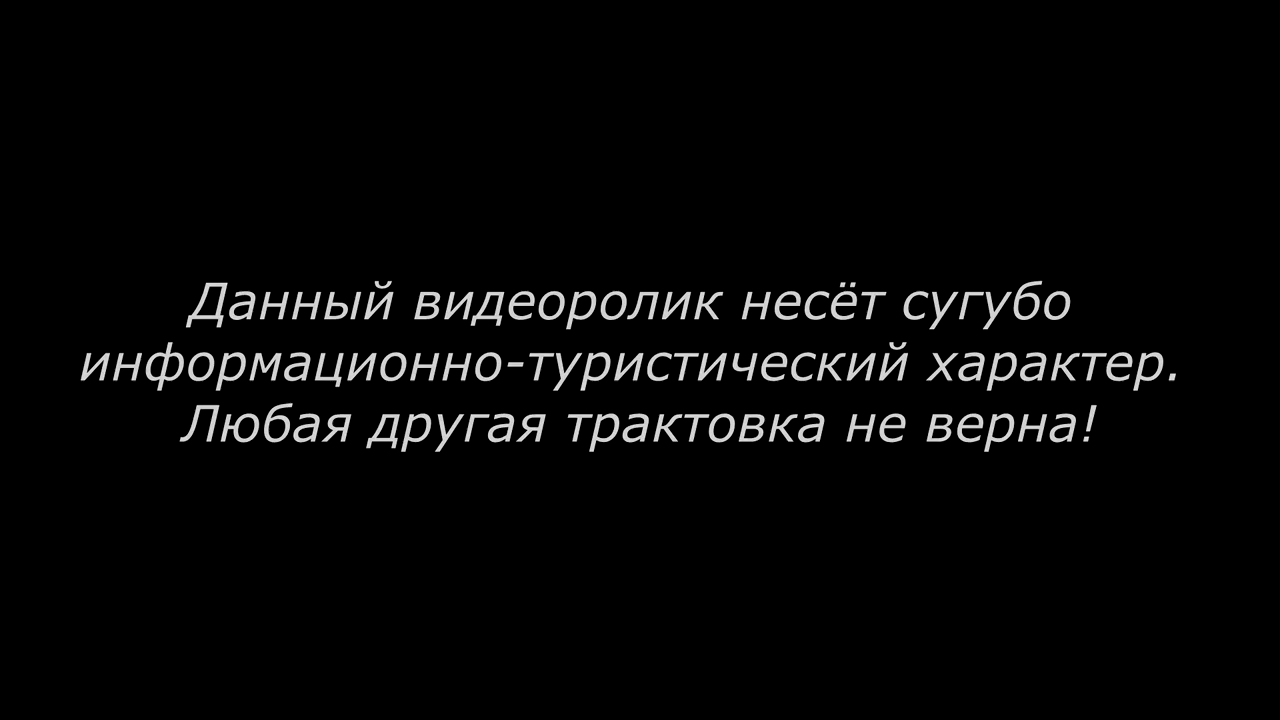 Данный видеоролик несёт сугубо
информационно-туристический характер.
Любая другая трактовка не верна!